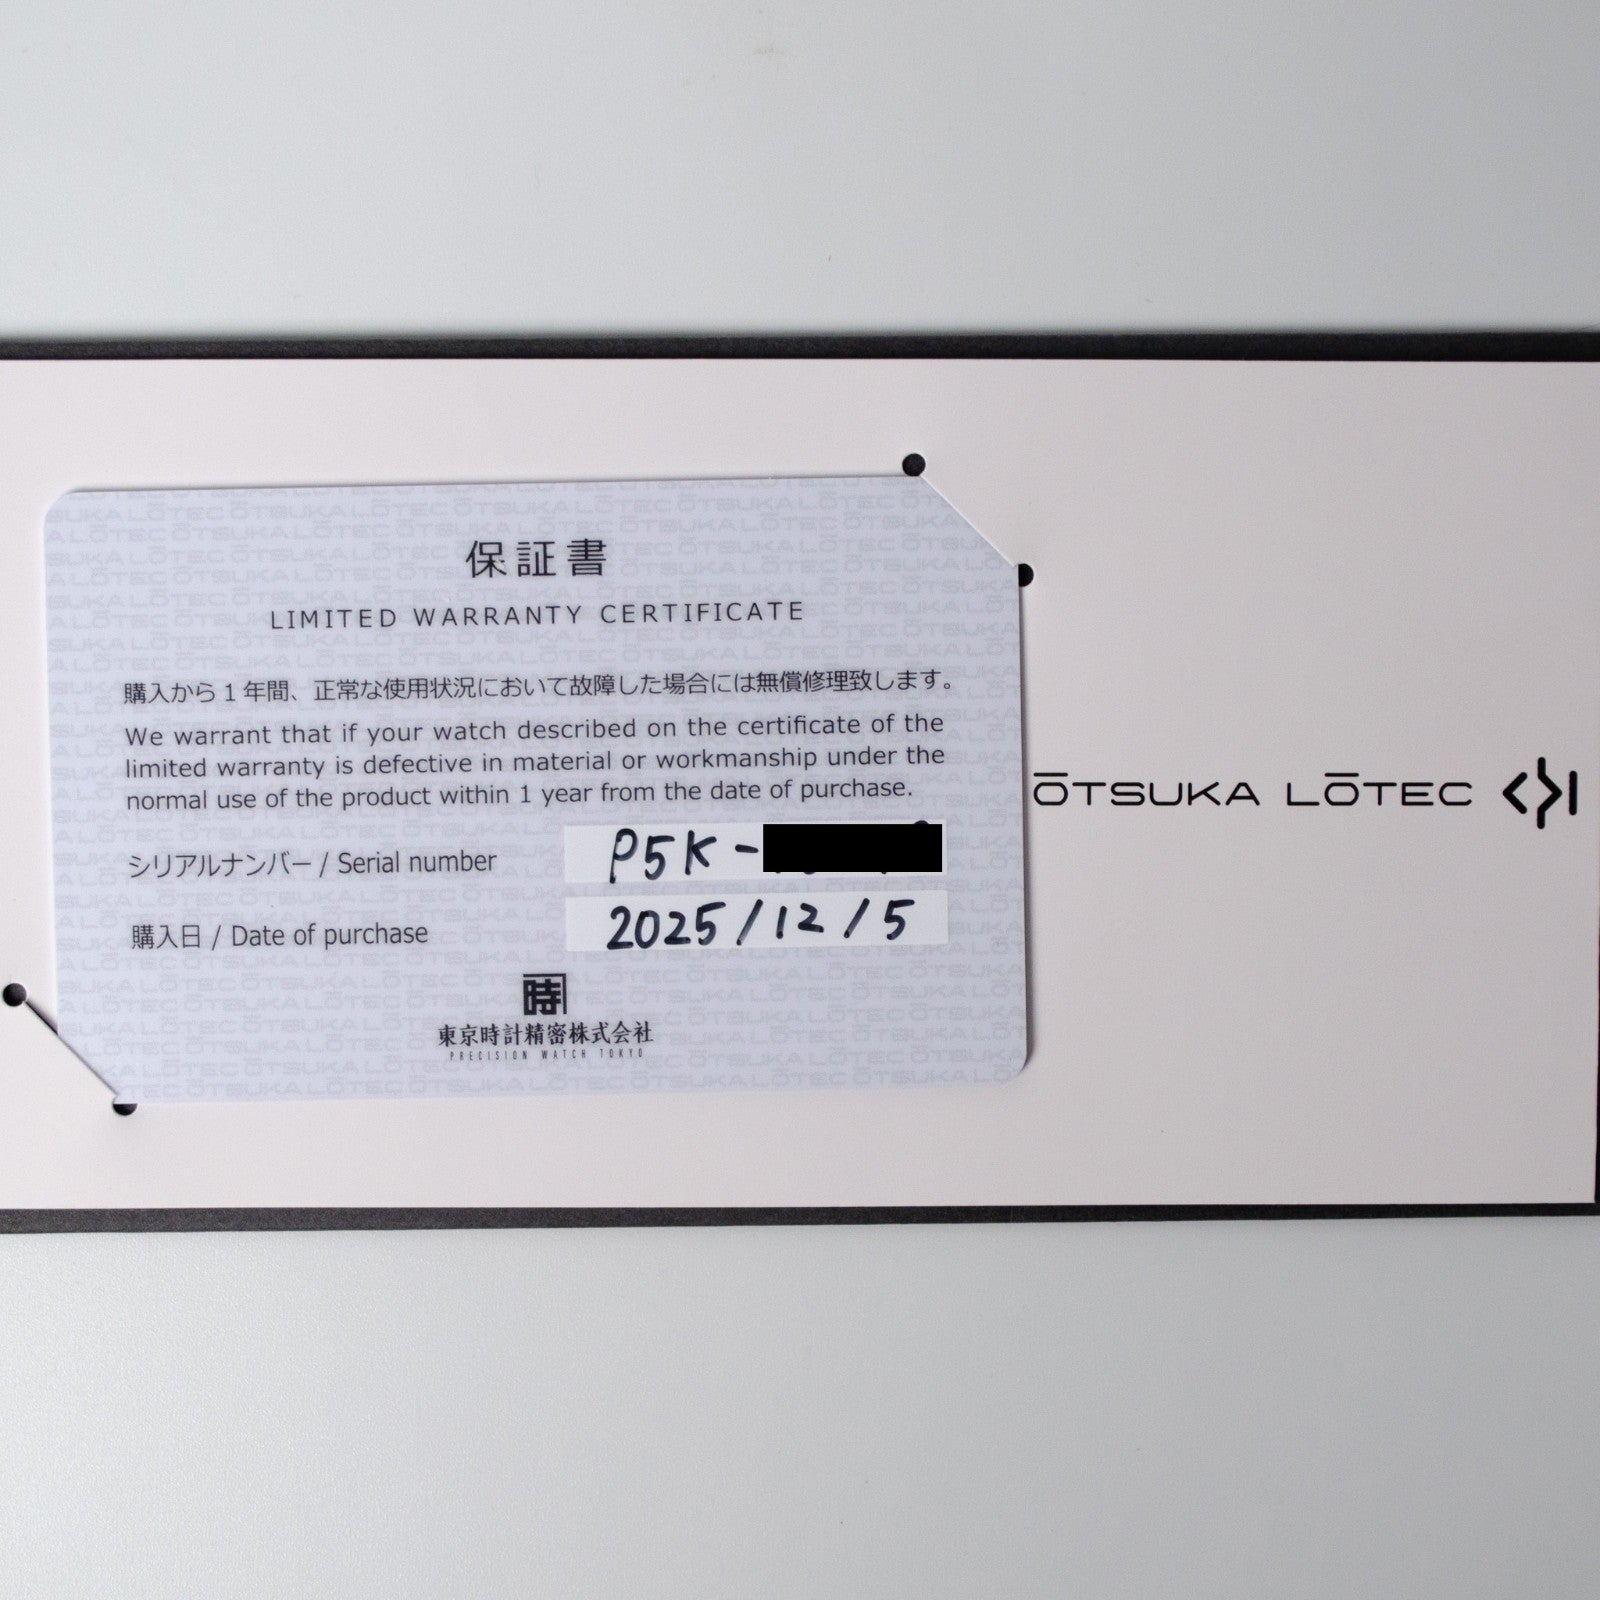 保証書
LIMITED WARRANTY CERTIFICATE
購入から1年間、正常な使用状況において故障した場合には無償修理致します。
We warrant that if your watch described on the certificate of the
limited warranty is defective in material or workmanship under the
normal use of the product within 1 year from the date of purchase.
シリアルナンバー / Serial number P5K-
購入日 / Date of purchase 2025/12/5
時
東京時計精密株式会社
PRECISION WATCH TOKYO
ŌTSUKA LŌTEC